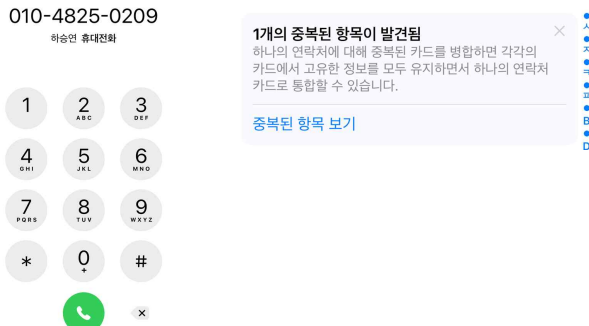 010-4825-0209
하승연 휴대전화
1
2
ABC
3
DEF
4
GHI
5
JKL
6
MNO
7
PQRS
8
TUV
9
WXYZ
*
0
+
#
1개의 중복된 항목이 발견됨
하나의 연락처에 대해 중복된 카드를 병합하면 각각의
카드에서 고유한 정보를 모두 유지하면서 하나의 연락처
카드로 통합할 수 있습니다.
중복된 항목 보기
ㅅ
ㅈ
ㅋ
ㅍ
B
D